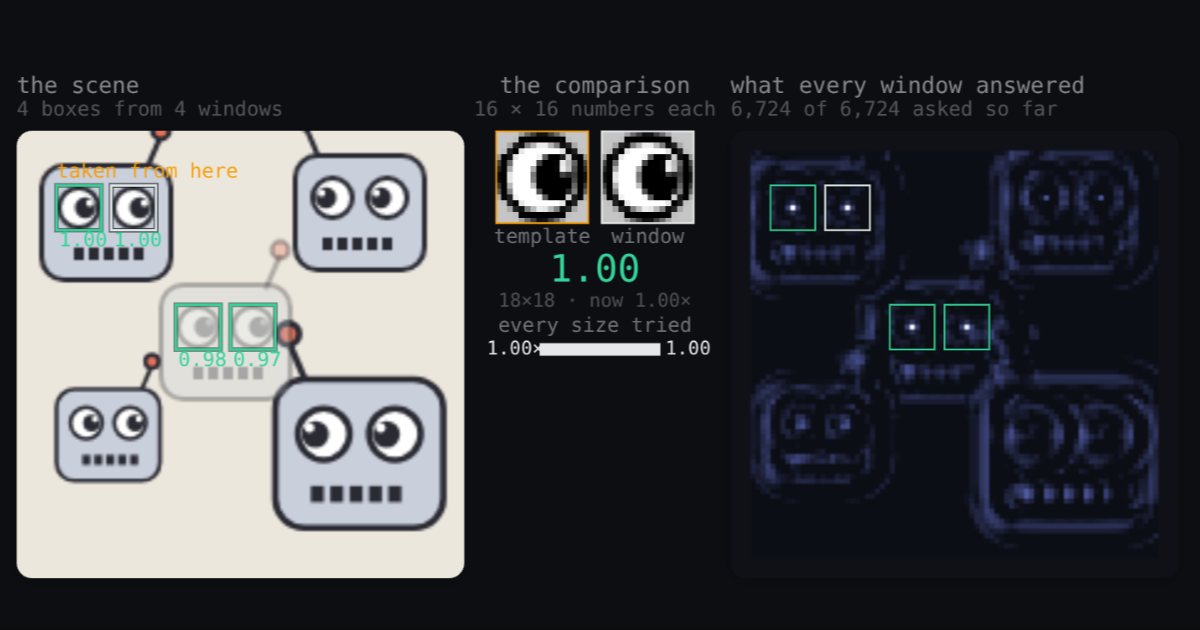 the scene
4 boxes from 4 windows
taken from here
1.00 1.00
0.98 0.97
the comparison
16 × 16 numbers each
template window
1.00
18×18 · now 1.00×
every size tried
1.00× 1.00
what every window answered
6,724 of 6,724 asked so far